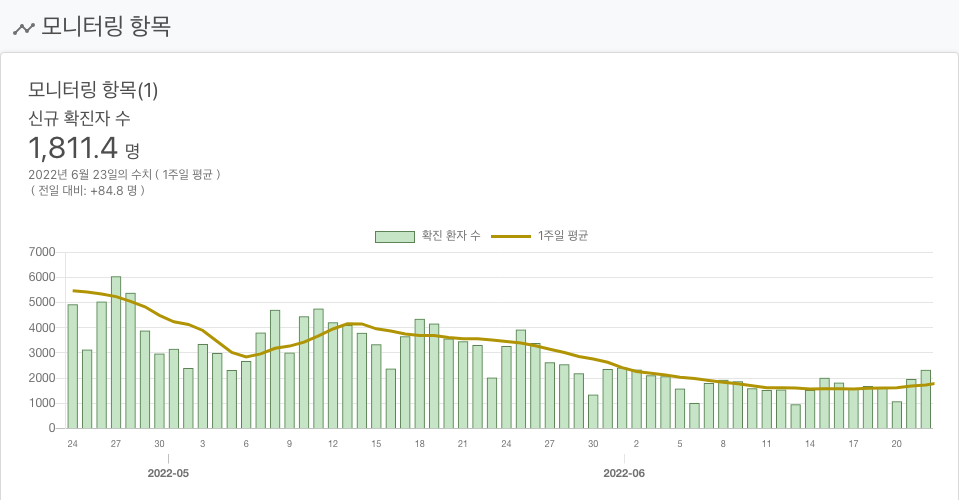 모니터링 항목
모니터링 항목(1)
신규 확진자 수
1,811.4 명
2022년 6월 23일의 수치 ( 1주일 평균 )
( 전일 대비: +84.8 명 )
확진 환자 수 1주일 평균
7000
6000
5000
4000
3000
2000
1000
0
24 27 30 3 6 9 12 15 18 21 24 27 30 2 5 8 11 14 17 20
2022-05 2022-06